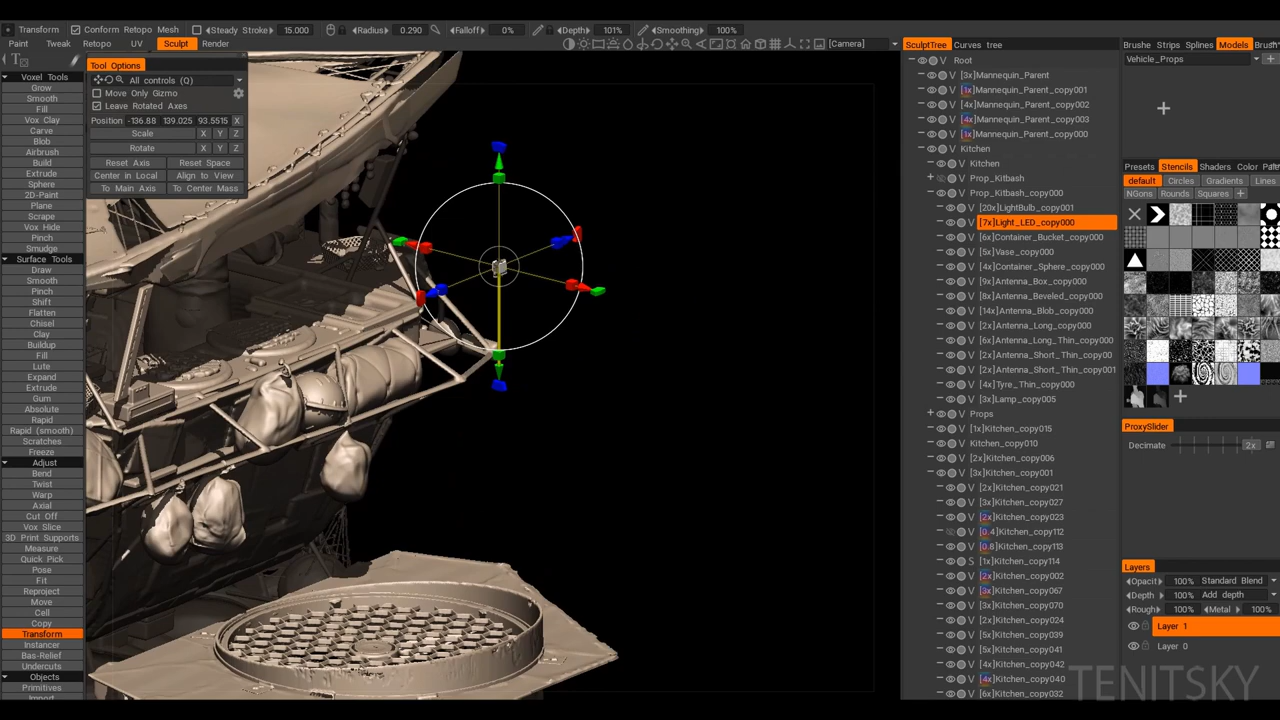 Transform
Conform Retopo Mesh
Steady Stroke
15.000
Radius
0.290
Falloff
0%
Depth
101%
Smoothing
100%
Paint
Tweak
Retopo
UV
Sculpt
Render
[Camera]
Tool Options
All controls (Q)
Move Only Gizmo
Leave Rotated Axes
Position -136.88 139.025 93.5515 X
Scale X Y Z
Rotate X Y Z
Reset Axis Reset Space
Center in Local Align to View
To Main Axis To Center Mass
Voxel Tools
Grow
Smooth
Fill
Vox Clay
Carve
Blob
Airbrush
Build
Extrude
Sphere
2D-Paint
Plane
Scrape
Vox Hide
Pinch
Smudge
Surface Tools
Draw
Smooth
Pinch
Shift
Flatten
Chisel
Clay
Buildup
Fill
Lute
Expand
Extrude
Gum
Absolute
Rapid
Rapid (smooth)
Scratches
Freeze
Adjust
Bend
Twist
Warp
Axial
Cut Off
Vox Slice
3D Print Supports
Measure
Quick Pick
Pose
Fit
Reproject
Move
Cell
Copy
Transform
Instancer
Bas-Relief
Undercuts
Objects
Primitives
Import
SculptTree
Curves tree
V Root
V [3x]Mannequin_Parent
V [1x]Mannequin_Parent_copy001
V [4x]Mannequin_Parent_copy002
V [4x]Mannequin_Parent_copy003
V [1x]Mannequin_Parent_copy000
V Kitchen
V Kitchen
V Prop_Kitbash
V Prop_Kitbash_copy000
V [20x]LightBulb_copy001
V [7x]Light_LED_copy000
V [6x]Container_Bucket_copy000
V [6x]Vase_copy000
V [4x]Container_Sphere_copy000
V [9x]Antenna_Box_copy000
V [8x]Antenna_Beveled_copy000
V [14x]Antenna_Blob_copy000
V [2x]Antenna_Long_copy000
V [6x]Antenna_Long_Thin_copy000
V [2x]Antenna_Short_Thin_copy00
V [2x]Antenna_Short_Thin_copy001
V [4x]Tyre_Thin_copy000
V [3x]Lamp_copy005
V Props
V [1x]Kitchen_copy015
V Kitchen_copy010
V [2x]Kitchen_copy006
V [3x]Kitchen_copy001
V [2x]Kitchen_copy021
V [3x]Kitchen_copy027
V [2x]Kitchen_copy023
V [0.4]Kitchen_copy112
V [0.8]Kitchen_copy113
S [1x]Kitchen_copy114
V [2x]Kitchen_copy002
V [3x]Kitchen_copy067
V [3x]Kitchen_copy070
V [2x]Kitchen_copy024
V [5x]Kitchen_copy039
V [5x]Kitchen_copy041
V [4x]Kitchen_copy042
V [4x]Kitchen_copy040
V [6x]Kitchen_copy032
Brushe
Strips
Splines
Models
Brush
Vehicle_Props
Presets
Stencils
Shaders
Color
Pa
default
Circles
Gradients
Lines
NGons
Rounds
Squares
ProxySlider
Decimate
2x
Layers
Opacit 100% Standard Blend
Depth 100% Add depth
Rough 100% Metal 100%
Layer 1
Layer 0
TENITSKY